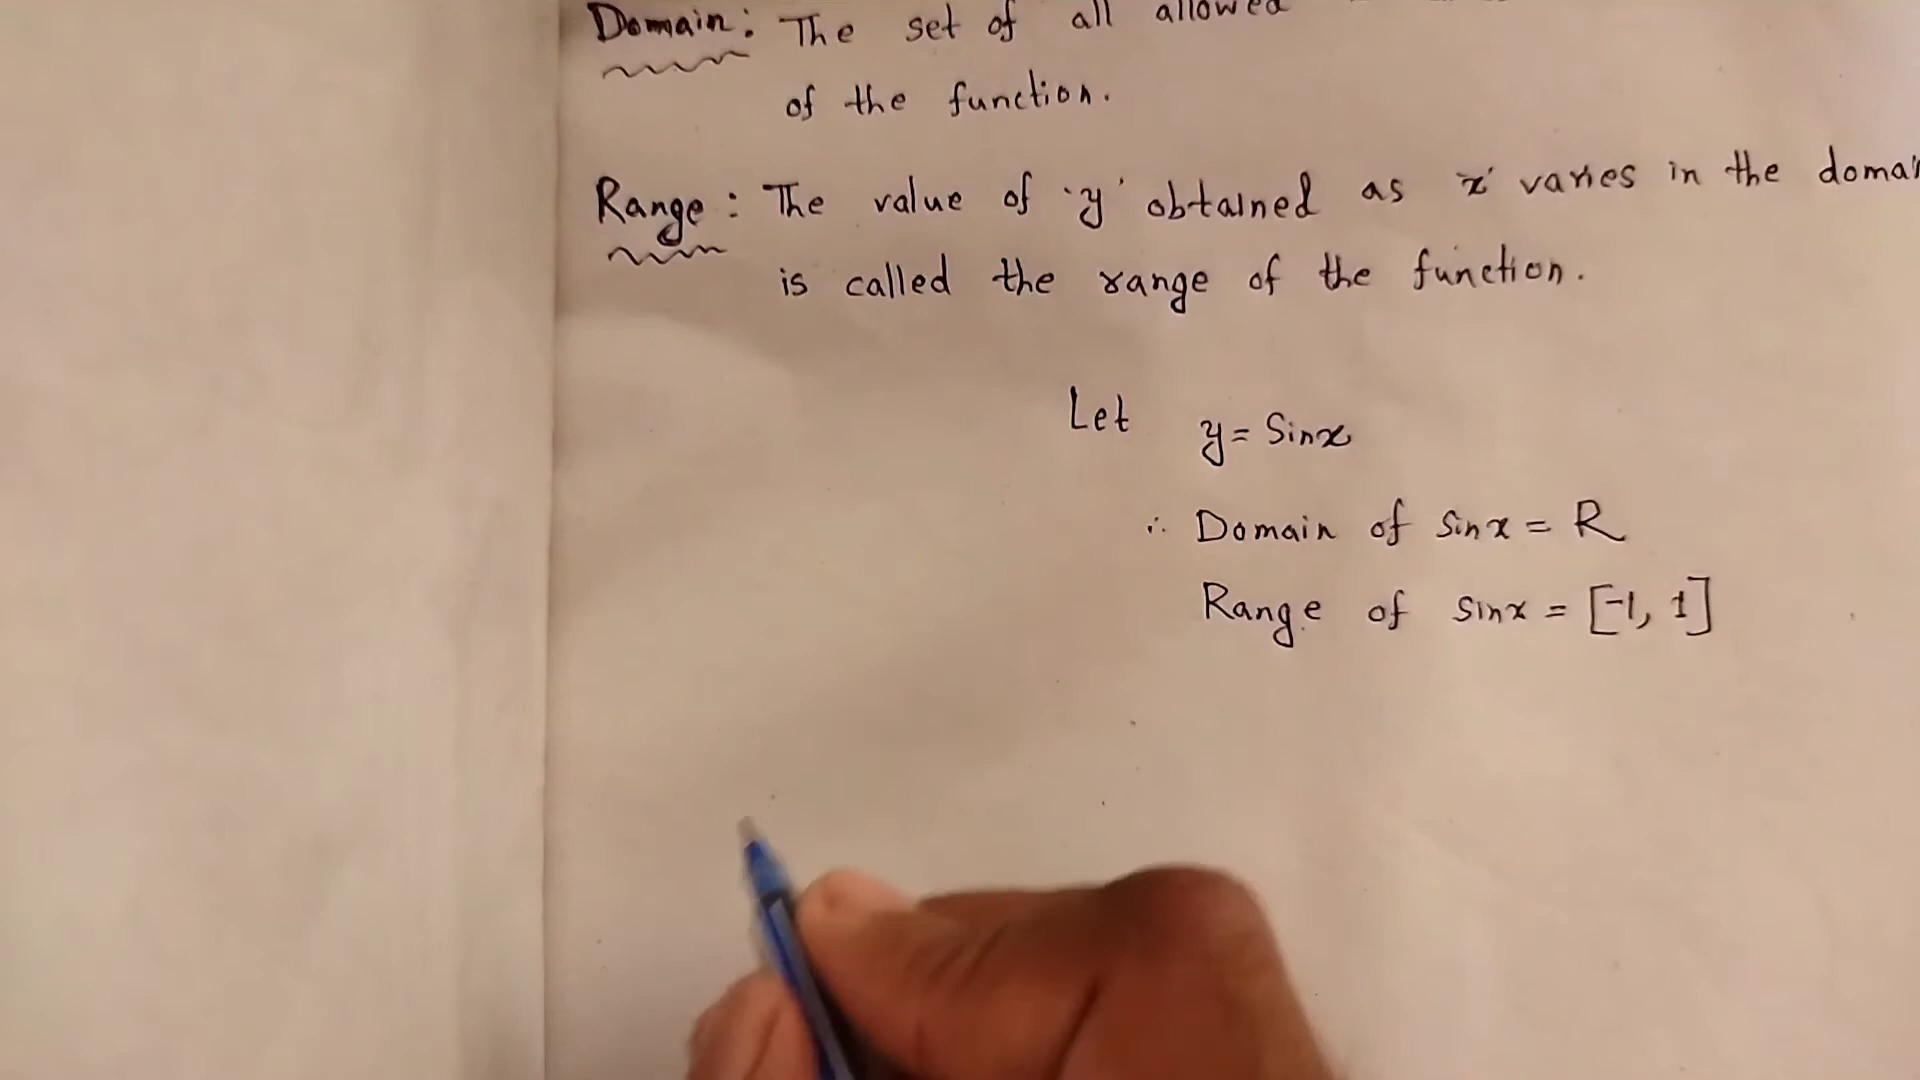 Domain: The set of all allowed
of the function.
Range: The value of 'y' obtained as 'x' varies in the domai
is called the range of the function.
Let y = Sinx
∴ Domain of Sinx = R
Range of Sinx = [-1, 1]